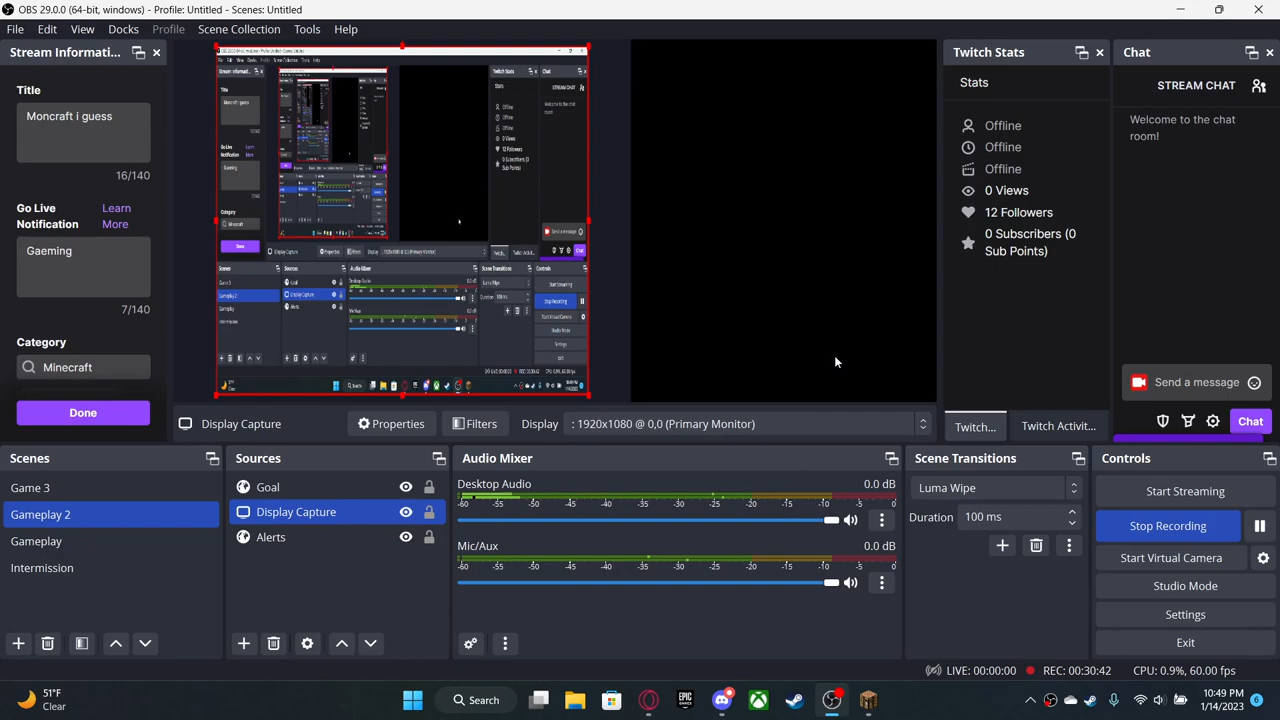 OBS 29.0.0 (64-bit, windows) - Profile: Untitled - Scenes: Untitled
File Edit View Docks Profile Scene Collection Tools Help
Stream Informati...
Title
Minecraft i guess
16/140
Go Live Notification
Learn More
Gaeming
7/140
Category
Minecraft
Done
Twitch Stats
Stats
Offline
Offline
Offline
0 Views
12 Followers
0 Subscribers (0 Sub Points)
Twitch...
Twitch Activit...
Chat
STREAM CHAT
Welcome to the chat room!
Send a message
Chat
Display Capture
Properties
Filters
Display
: 1920x1080 @ 0,0 (Primary Monitor)
Scenes
Game 3
Gameplay 2
Gameplay
Intermission
Sources
Goal
Display Capture
Alerts
Audio Mixer
Desktop Audio 0.0 dB
-60 -55 -50 -45 -40 -35 -30 -25 -20 -15 -10 -5 0
Mic/Aux 0.0 dB
-60 -55 -50 -45 -40 -35 -30 -25 -20 -15 -10 -5 0
Scene Transitions
Luma Wipe
Duration 100 ms
Controls
Start Streaming
Stop Recording
Start Virtual Camera
Studio Mode
Settings
Exit
LIVE: 00:00:00 REC: 00:30:42 CPU: 0.9%, 60.00 fps
51°F
Clear
Search
EPIC GAMES
10:49 PM
1/14/2023
6